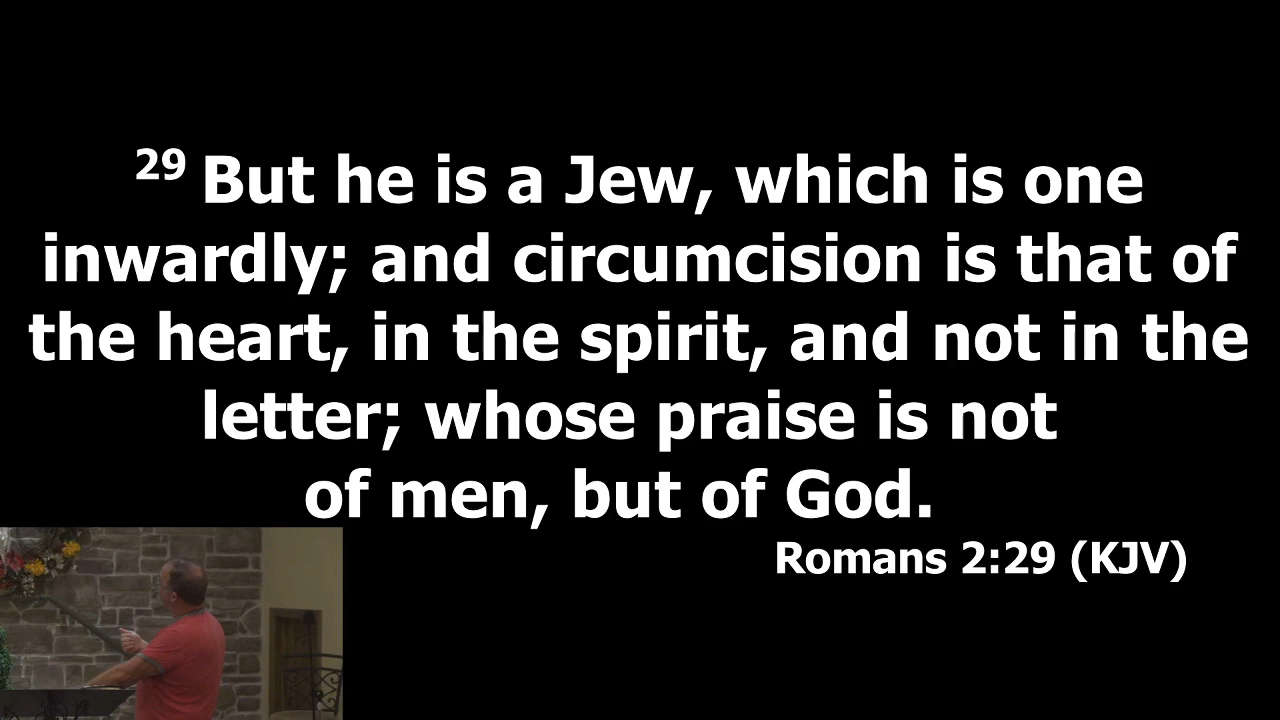 29 But he is a Jew, which is one
inwardly; and circumcision is that of
the heart, in the spirit, and not in the
letter; whose praise is not
of men, but of God.
Romans 2:29 (KJV)